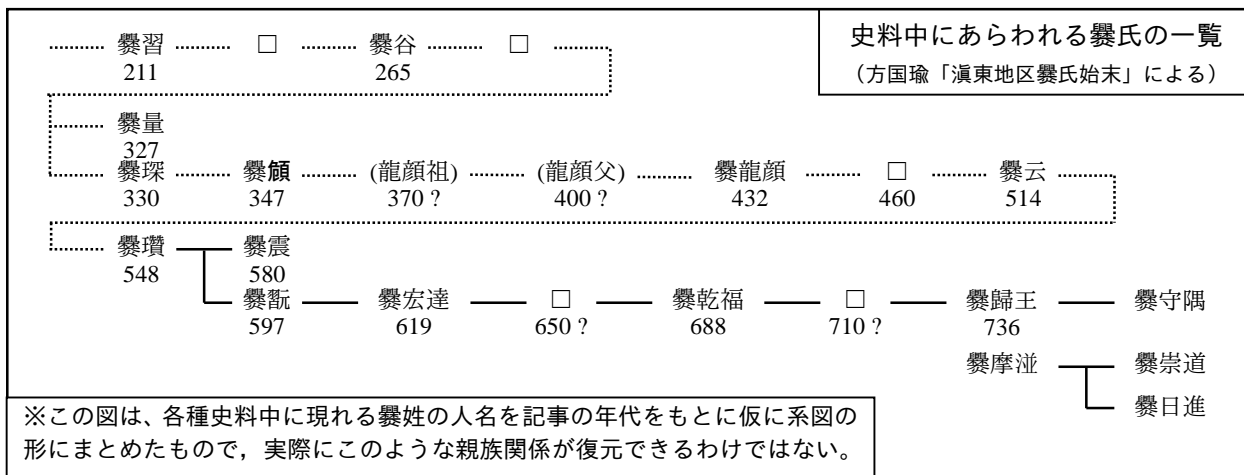 史料中にあらわれる爨氏の一覧
(方国瑜「滇東地区爨氏始末」による)
爨習 □ 爨谷 □
211 265
爨量
327
爨琛 爨頠 (龍顔祖) (龍顔父) 爨龍顔 □ 爨云
330 347 370? 400? 432 460 514
爨瓚 爨震
548 580
爨翫 爨宏達 □ 爨乾福 □ 爨歸王 爨守隅
597 619 650? 688 710? 736
爨摩湴 爨崇道
爨日進
※この図は、各種史料中に現れる爨姓の人名を記事の年代をもとに仮に系図の
形にまとめたもので,実際にこのような親族関係が復元できるわけではない。